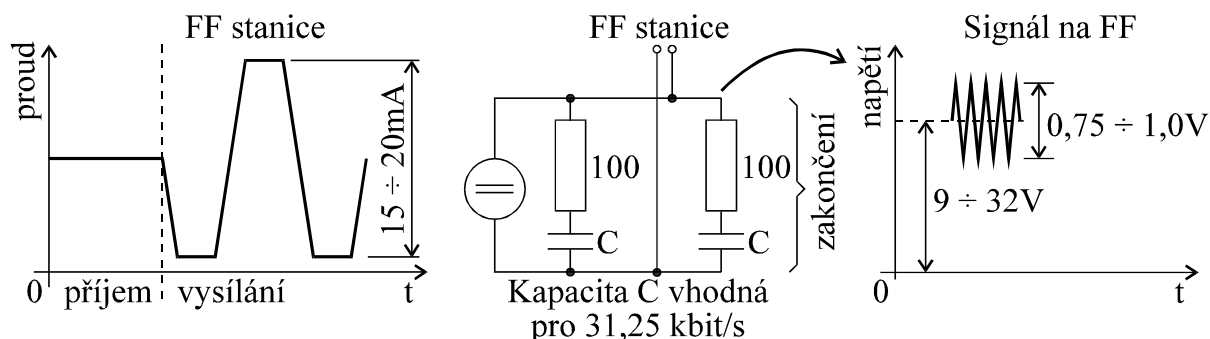 FF stanice
proud
15 ÷ 20mA
0
příjem
vysílání
t
FF stanice
100
C
100
C
zakončení
Kapacita C vhodná
pro 31,25 kbit/s
Signál na FF
napětí
0,75 ÷ 1,0V
9 ÷ 32V
0
t